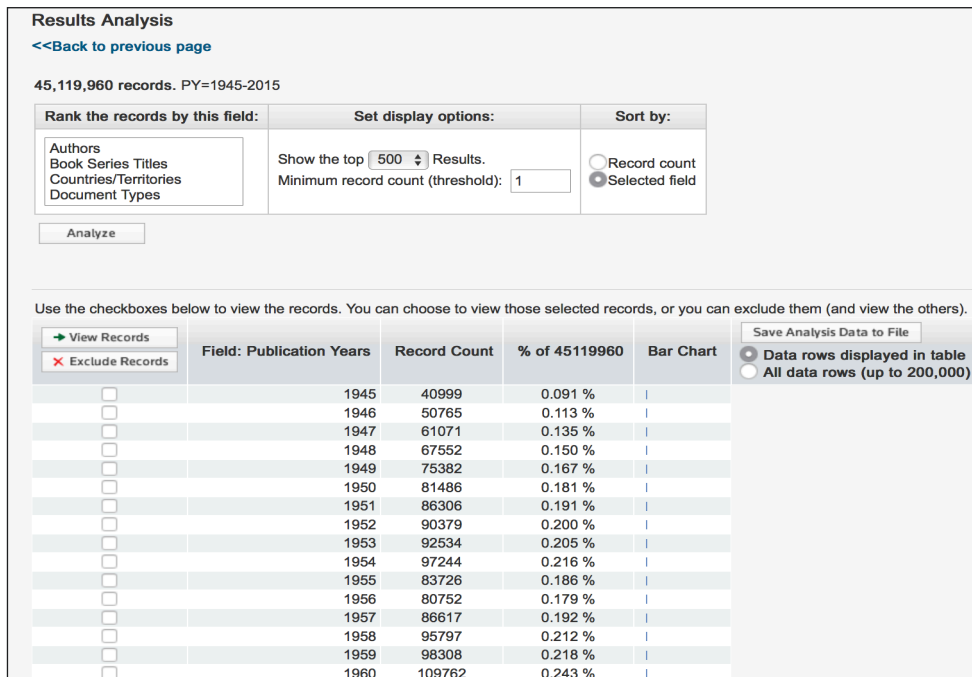 Results Analysis
<<Back to previous page
45,119,960 records. PY=1945-2015
Rank the records by this field: Set display options: Sort by:
Authors
Book Series Titles
Countries/Territories
Document Types
Show the top 500 Results.
Minimum record count (threshold): 1
Record count
Selected field
Analyze
Use the checkboxes below to view the records. You can choose to view those selected records, or you can exclude them (and view the others).
View Records
Exclude Records
Field: Publication Years Record Count % of 45119960 Bar Chart
Save Analysis Data to File
Data rows displayed in table
All data rows (up to 200,000)
1945 40999 0.091 %
1946 50765 0.113 %
1947 61071 0.135 %
1948 67552 0.150 %
1949 75382 0.167 %
1950 81486 0.181 %
1951 86306 0.191 %
1952 90379 0.200 %
1953 92534 0.205 %
1954 97244 0.216 %
1955 83726 0.186 %
1956 80752 0.179 %
1957 86617 0.192 %
1958 95797 0.212 %
1959 98308 0.218 %
1960 109762 0.243 %